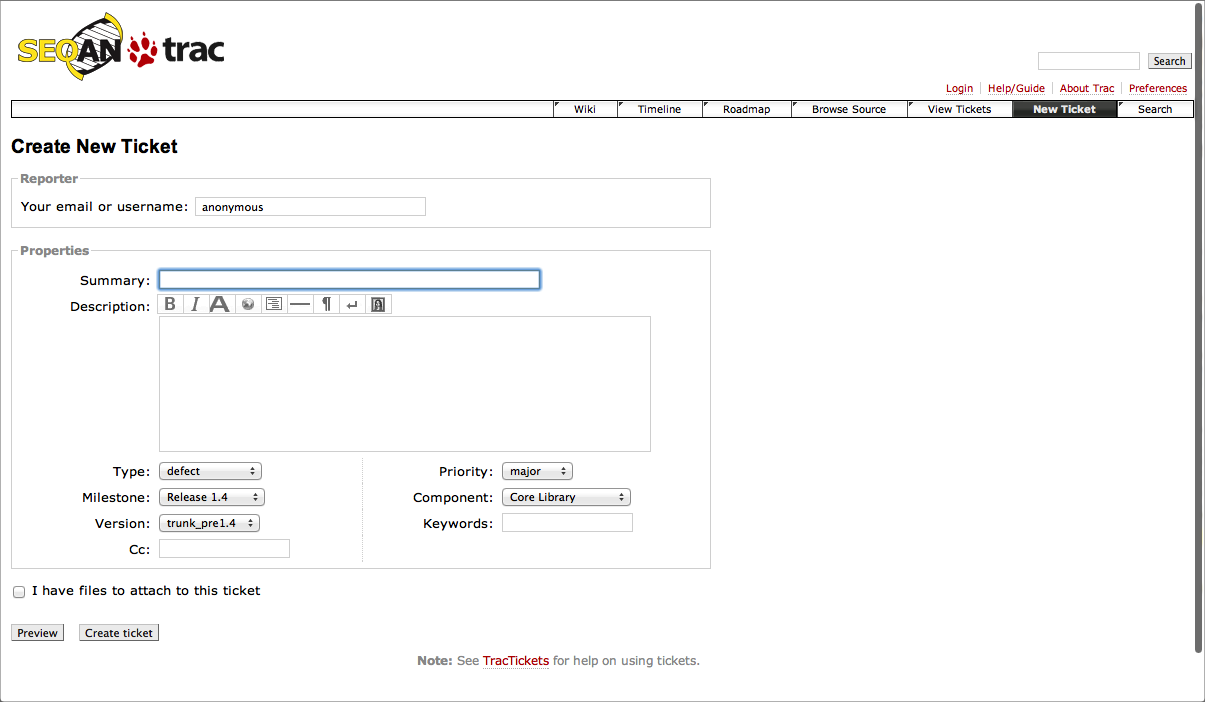 SEQAN trac
Search
Login Help/Guide About Trac Preferences
Wiki Timeline Roadmap Browse Source View Tickets New Ticket Search
Create New Ticket
Reporter
Your email or username: anonymous
Properties
Summary:
Description: B I A ¶
Type: defect Priority: major
Milestone: Release 1.4 Component: Core Library
Version: trunk_pre1.4 Keywords:
Cc:
I have files to attach to this ticket
Preview Create ticket
Note: See TracTickets for help on using tickets.